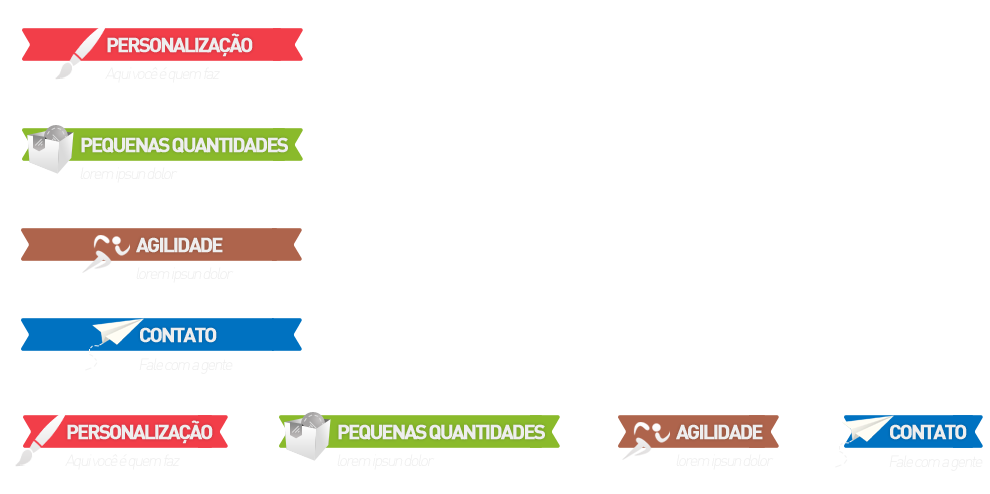 PERSONALIZAÇÃO
Aqui você é quem faz
PEQUENAS QUANTIDADES
lorem ipsun dolor
AGILIDADE
lorem ipsun dolor
CONTATO
Fale com a gente
PERSONALIZAÇÃO PEQUENAS QUANTIDADES AGILIDADE CONTATO
Aqui você é quem faz lorem ipsun dolor lorem ipsun dolor Fale com a gente